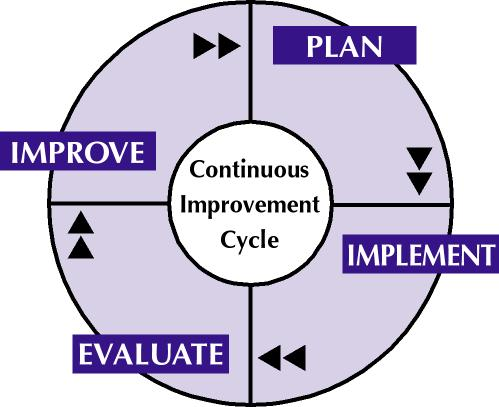 PLAN
IMPROVE
Continuous
Improvement
Cycle
IMPLEMENT
EVALUATE